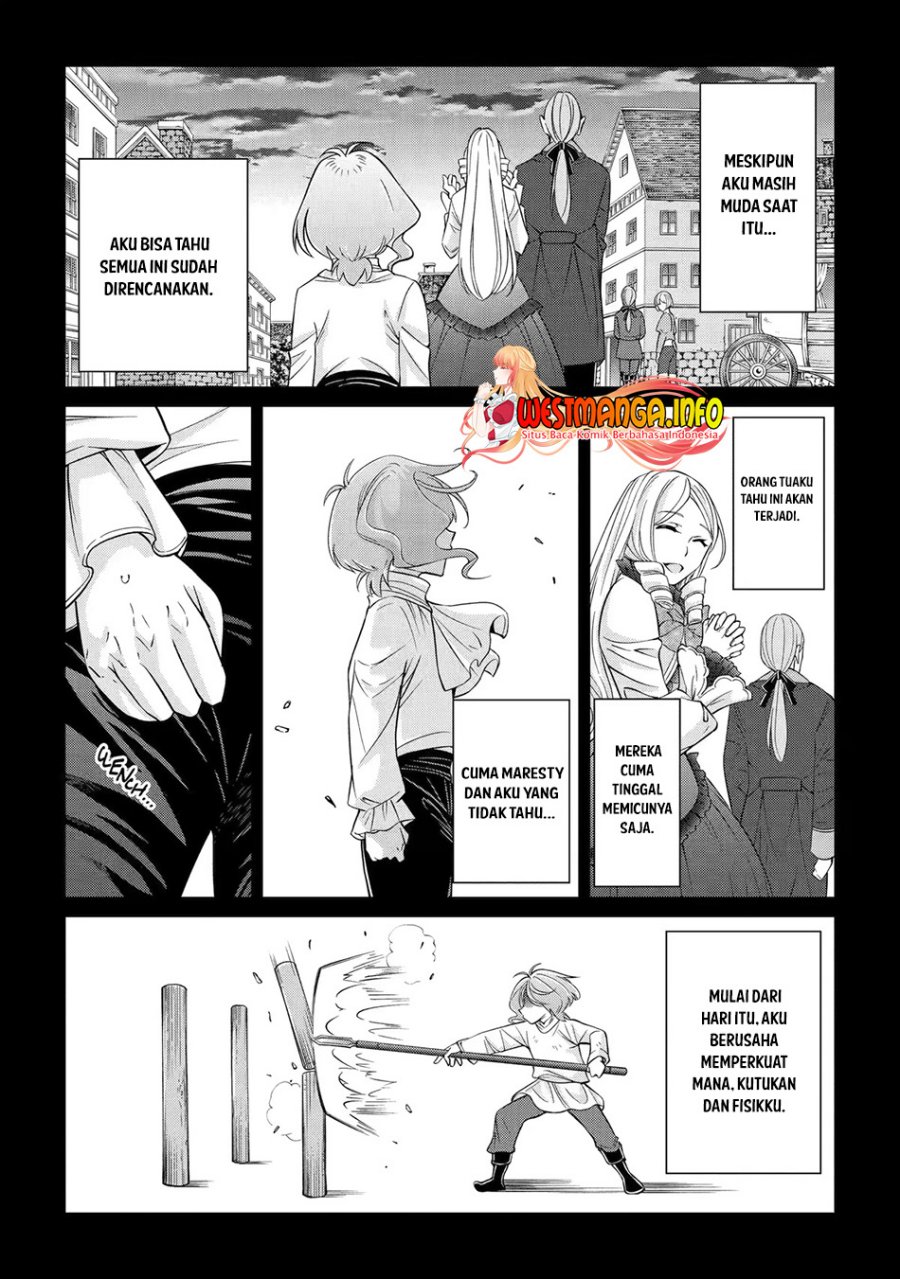 MESKIPUN
AKU MASIH
MUDA SAAT
ITU...
AKU BISA TAHU
SEMUA INI SUDAH
DIRENCANAKAN.
WESTMANGA.INFO
Situs Baca Komik Berbahasa Indonesia
ORANG TUAKU
TAHU INI AKAN
TERJADI.
MEREKA
CUMA
TINGGAL
MEMICUNYA
SAJA.
CUMA MARESTY
DAN AKU YANG
TIDAK TAHU...
WENCH...
MULAI DARI
HARI ITU, AKU
BERUSAHA
MEMPERKUAT
MANA, KUTUKAN
DAN FISIKKU.